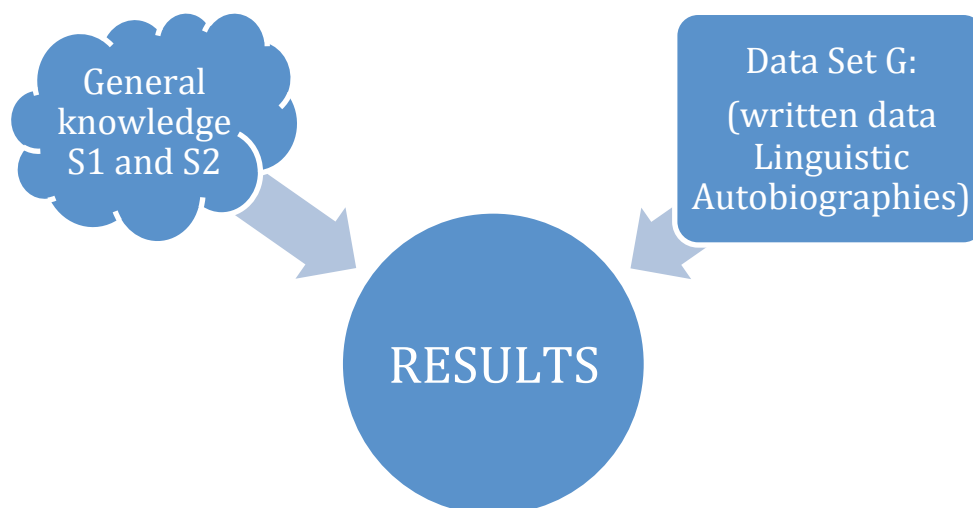 General
knowledge
S1 and S2
Data Set G:
(written data
Linguistic
Autobiographies)
RESULTS